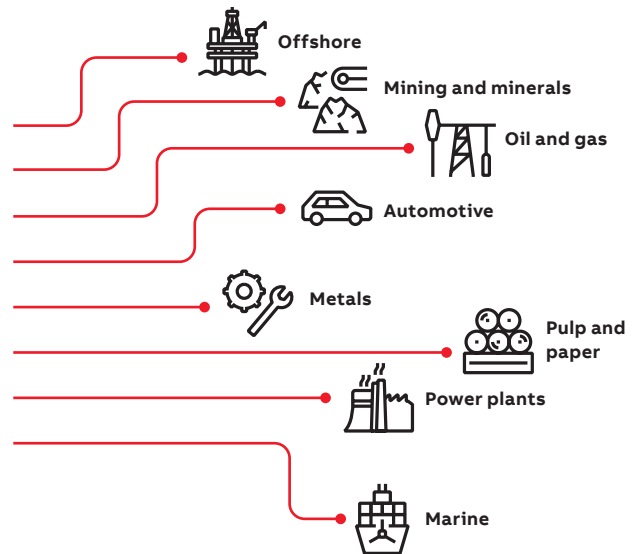 Offshore
Mining and minerals
Oil and gas
Automotive
Metals
Pulp and
paper
Power plants
Marine